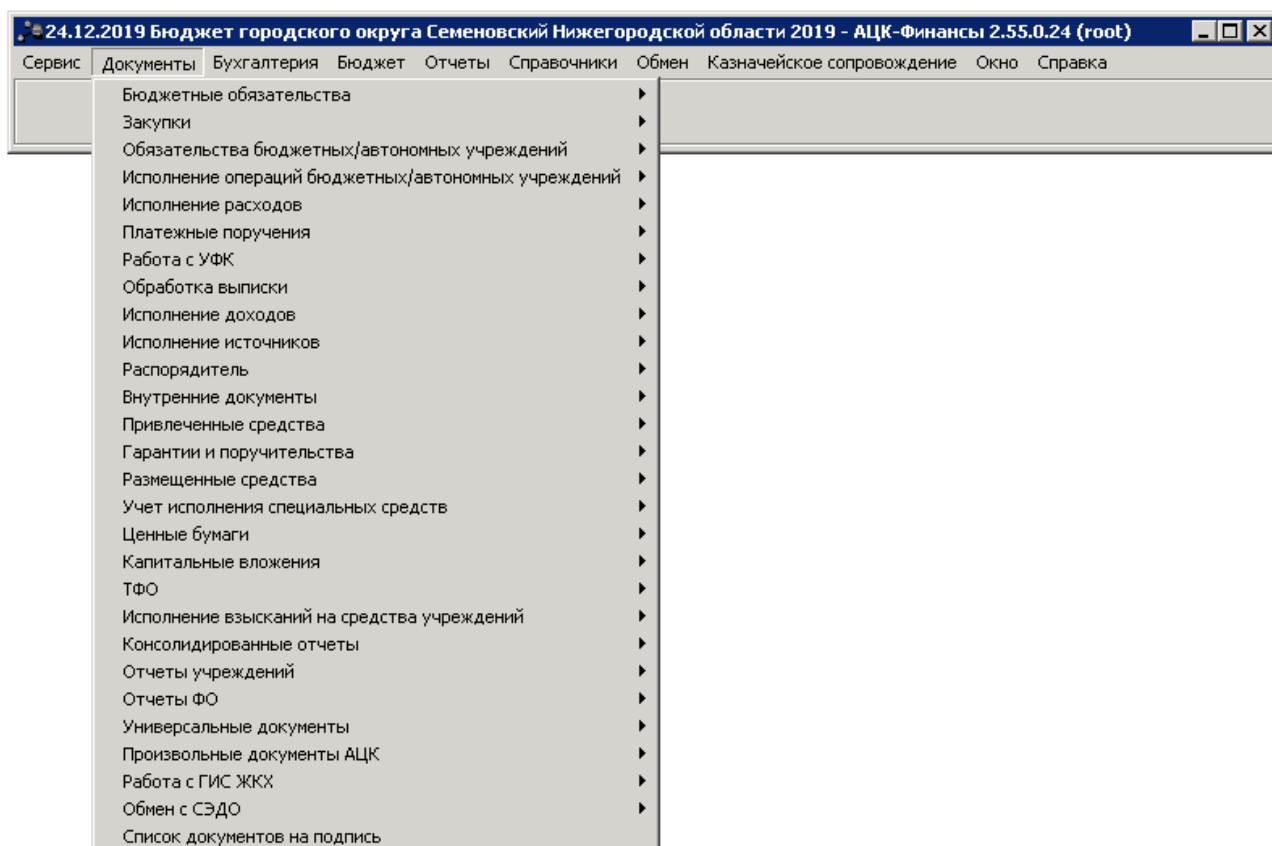 24.12.2019 Бюджет городского округа Семеновский Нижегородской области 2019 - АЦК-Финансы 2.55.0.24 (root)
Сервис Документы Бухгалтерия Бюджет Отчеты Справочники Обмен Казначейское сопровождение Окно Справка
Бюджетные обязательства
Закупки
Обязательства бюджетных/автономных учреждений
Исполнение операций бюджетных/автономных учреждений
Исполнение расходов
Платежные поручения
Работа с УФК
Обработка выписки
Исполнение доходов
Исполнение источников
Распорядитель
Внутренние документы
Привлеченные средства
Гарантии и поручительства
Размещенные средства
Учет исполнения специальных средств
Ценные бумаги
Капитальные вложения
ТФО
Исполнение взысканий на средства учреждений
Консолидированные отчеты
Отчеты учреждений
Отчеты ФО
Универсальные документы
Произвольные документы АЦК
Работа с ГИС ЖКХ
Обмен с СЭДО
Список документов на подпись